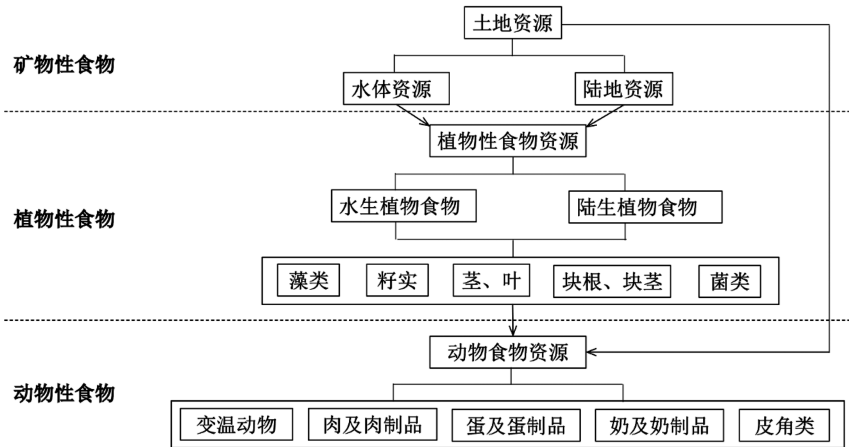 土地资源
矿物性食物
水体资源
陆地资源
植物性食物资源
植物性食物
水生植物食物
陆生植物食物
藻类
籽实
茎、叶
块根、块茎
菌类
动物食物资源
动物性食物
变温动物
肉及肉制品
蛋及蛋制品
奶及奶制品
皮角类